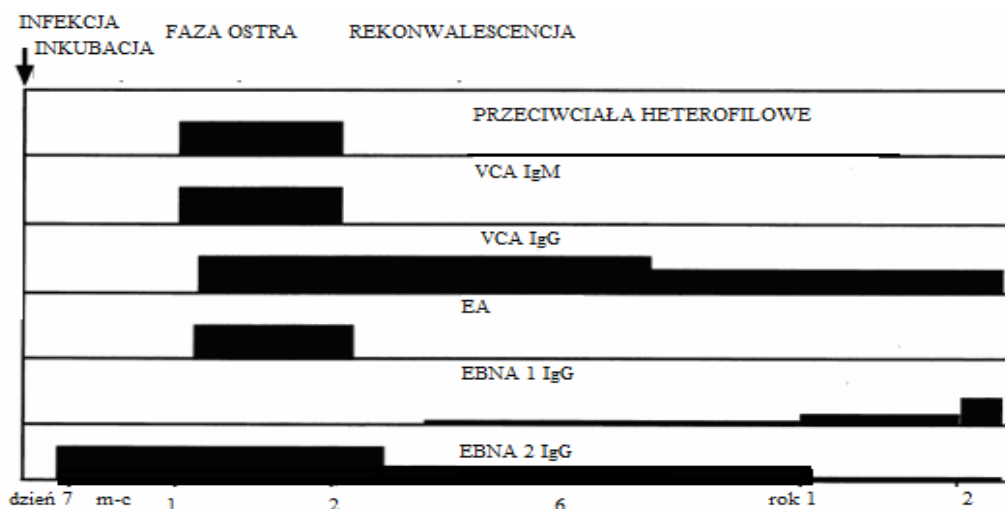 INFEKCJA
INKUBACJA
FAZA OSTRA
REKONWALESCENCJA
PRZECIWCIAŁA HETEROFILOWE
VCA IgM
VCA IgG
EA
EBNA 1 IgG
EBNA 2 IgG
dzień 7 m-c 1 2 6 rok 1 2